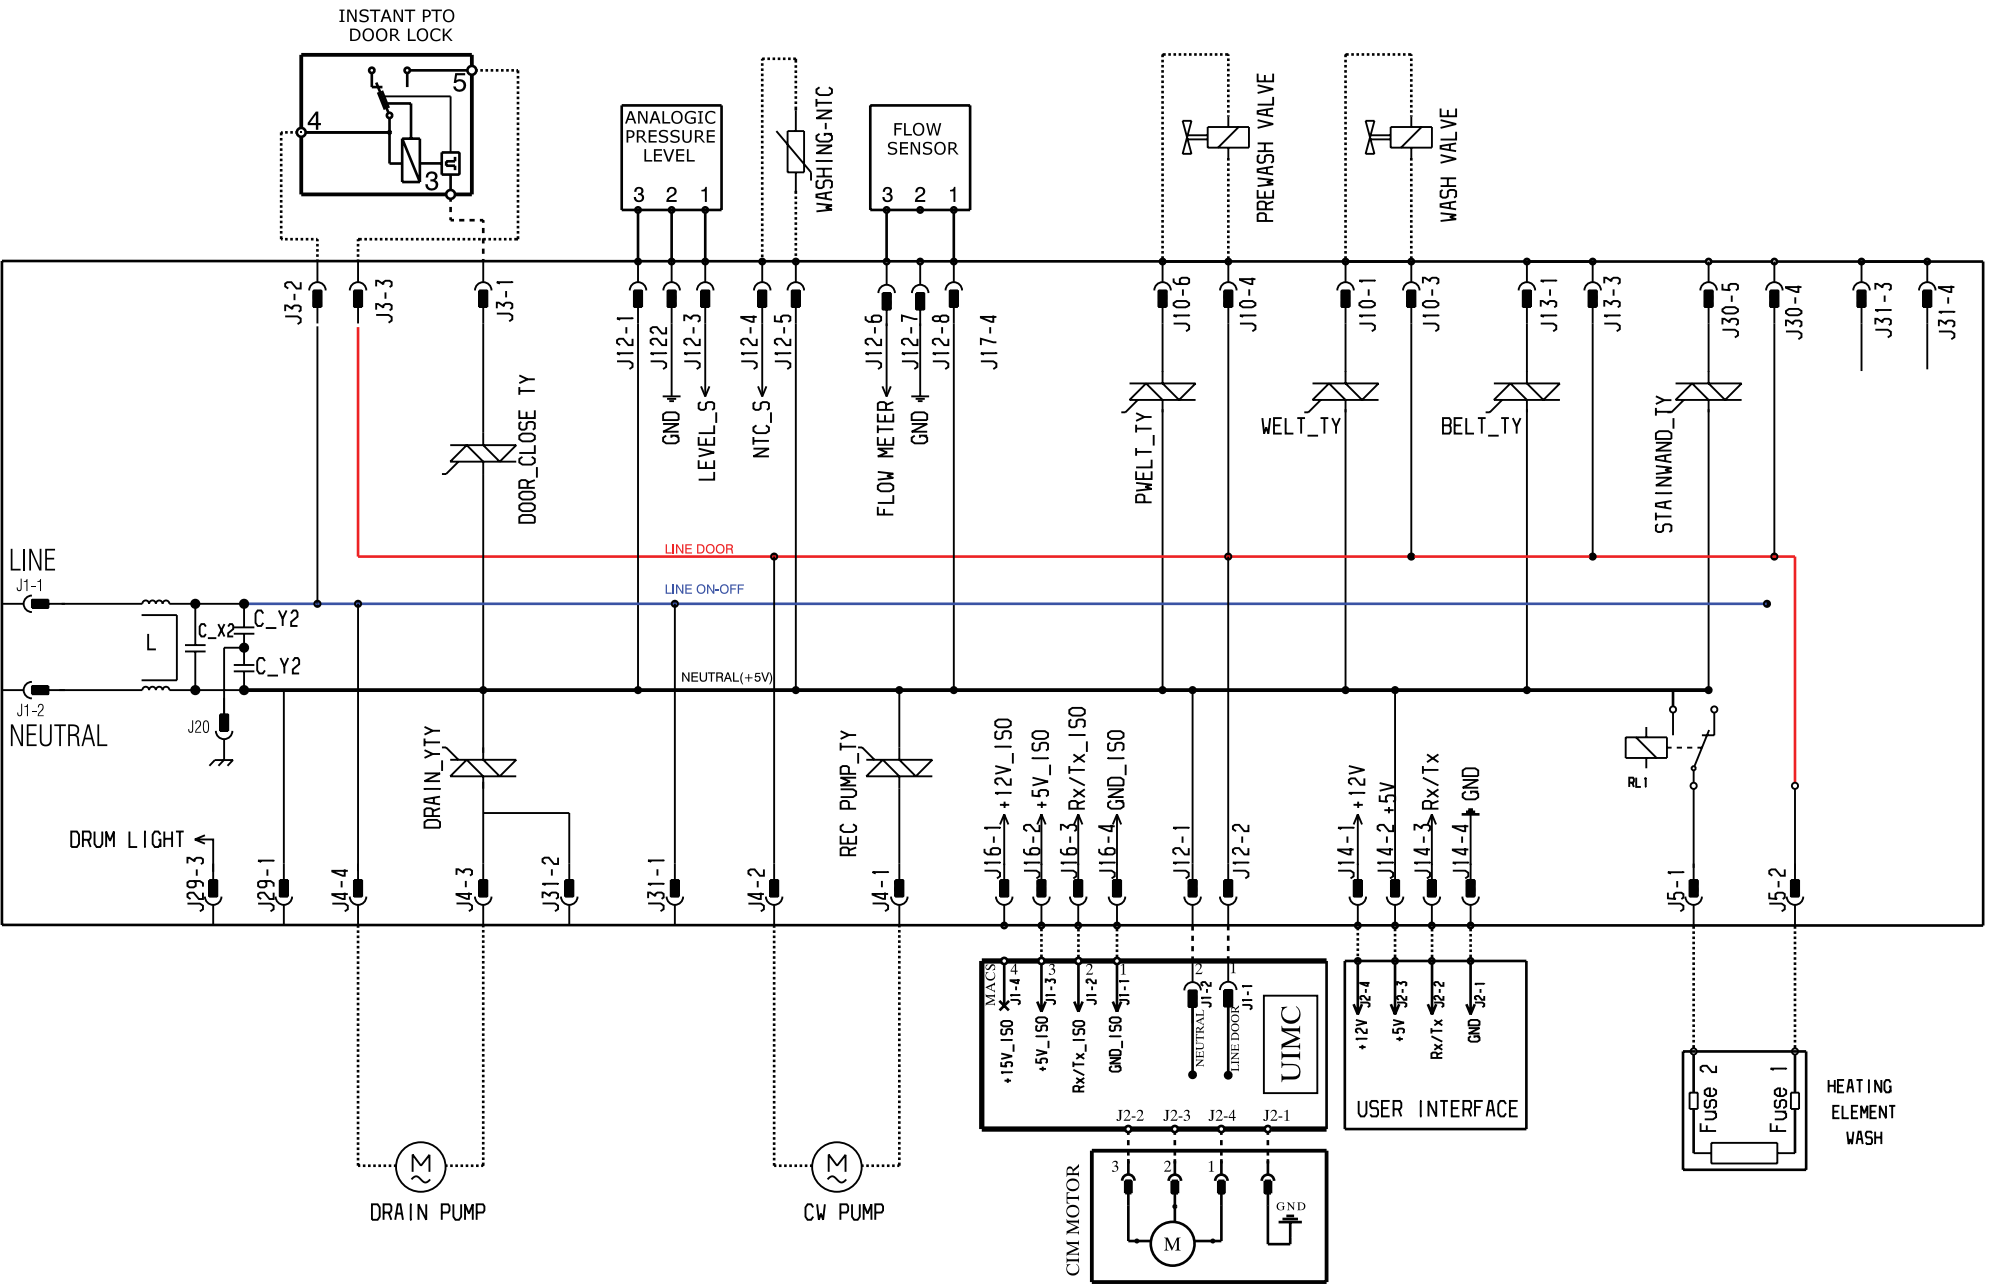 INSTANT PTO
DOOR LOCK
5
4
3
ANALOGIC
PRESSURE
LEVEL
3 2 1
WASHING-NTC
FLOW
SENSOR
3 2 1
PREWASH VALVE
WASH VALVE
J3-2
J3-3
J3-1
J12-1
J122
J12-3
J12-4
J12-5
J12-6
J12-7
J12-8
J17-4
J10-6
J10-4
J10-1
J10-3
J13-1
J13-3
J30-5
J30-4
J31-3
J31-4
DOOR_CLOSE TY
GND
LEVEL_S
NTC_S
FLOW METER
GND
PWELT_TY
WELT_TY
BELT_TY
STAINWAND_TY
LINE
J1-1
LINE DOOR
LINE ON-OFF
L
C_X2
C_Y2
C_Y2
NEUTRAL(+5V)
J1-2
NEUTRAL
J20
DRAIN_YTY
REC PUMP_TY
+12V_ISO
+5V_ISO
Rx/Tx_ISO
GND_ISO
+12V
+5V
Rx/Tx
GND
RL1
DRUM LIGHT
J29-3
J29-1
J4-4
J4-3
J31-2
J31-1
J4-2
J4-1
J16-1
J16-2
J16-3
J16-4
J12-1
J12-2
J14-1
J14-2
J14-3
J14-4
J5-1
J5-2
MACS
4 3 2 1 2 1
J1-4
J1-3
J1-2
J1-1
J1-2
J1-1
+15V_ISO
+5V_ISO
Rx/Tx_ISO
GND_ISO
NEUTRAL
LINE DOOR
UIMC
J2-4
J2-3
J2-2
J2-1
+12V
+5V
Rx/Tx
GND
USER INTERFACE
Fuse 2
Fuse 1
HEATING
ELEMENT
WASH
J2-2 J2-3 J2-4 J2-1
M
DRAIN PUMP
M
CW PUMP
CIM MOTOR
3 2 1
GND
M